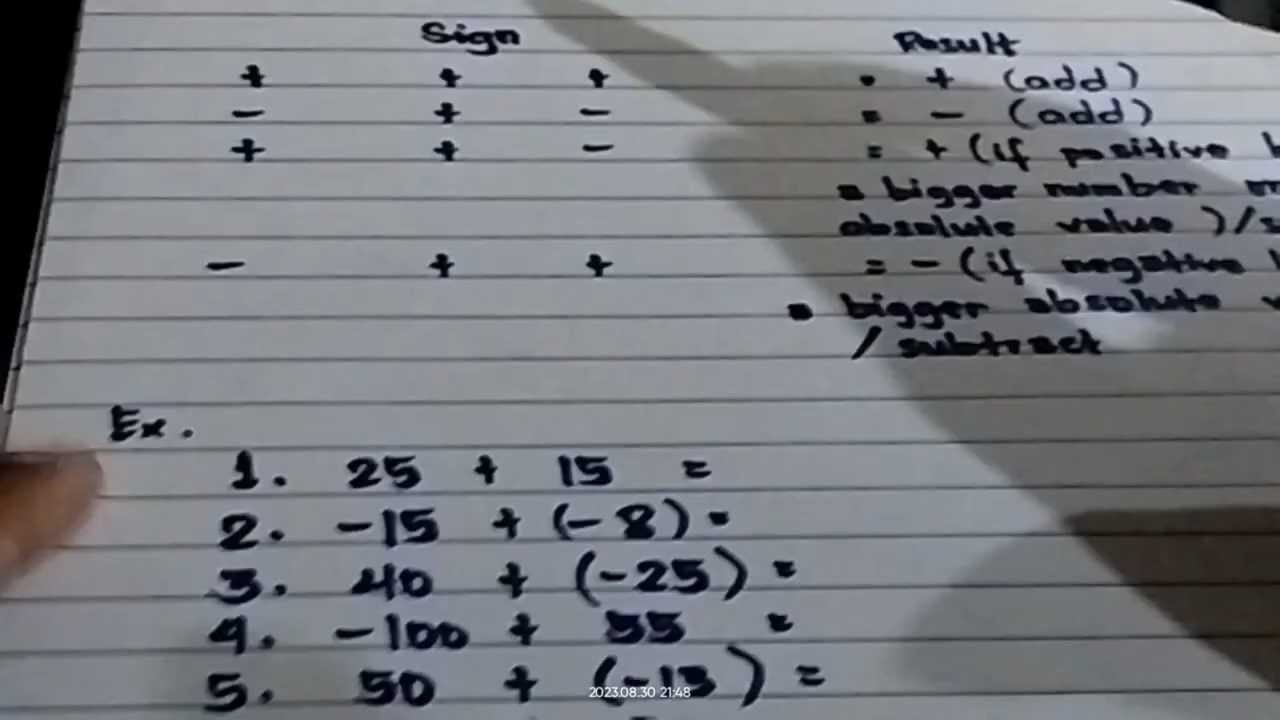 Sign Result
+ + + = + (add)
- + - = - (add)
+ + - = + (if positive
= bigger number
absolute value )/
- + + = - (if negative
= bigger absolute
/ subtract
Ex.
1. 25 + 15 =
2. -15 + (-8) =
3. 40 + (-25) =
4. -100 + 55 =
5. 50 + (-13) =
2023.08.30 21:48